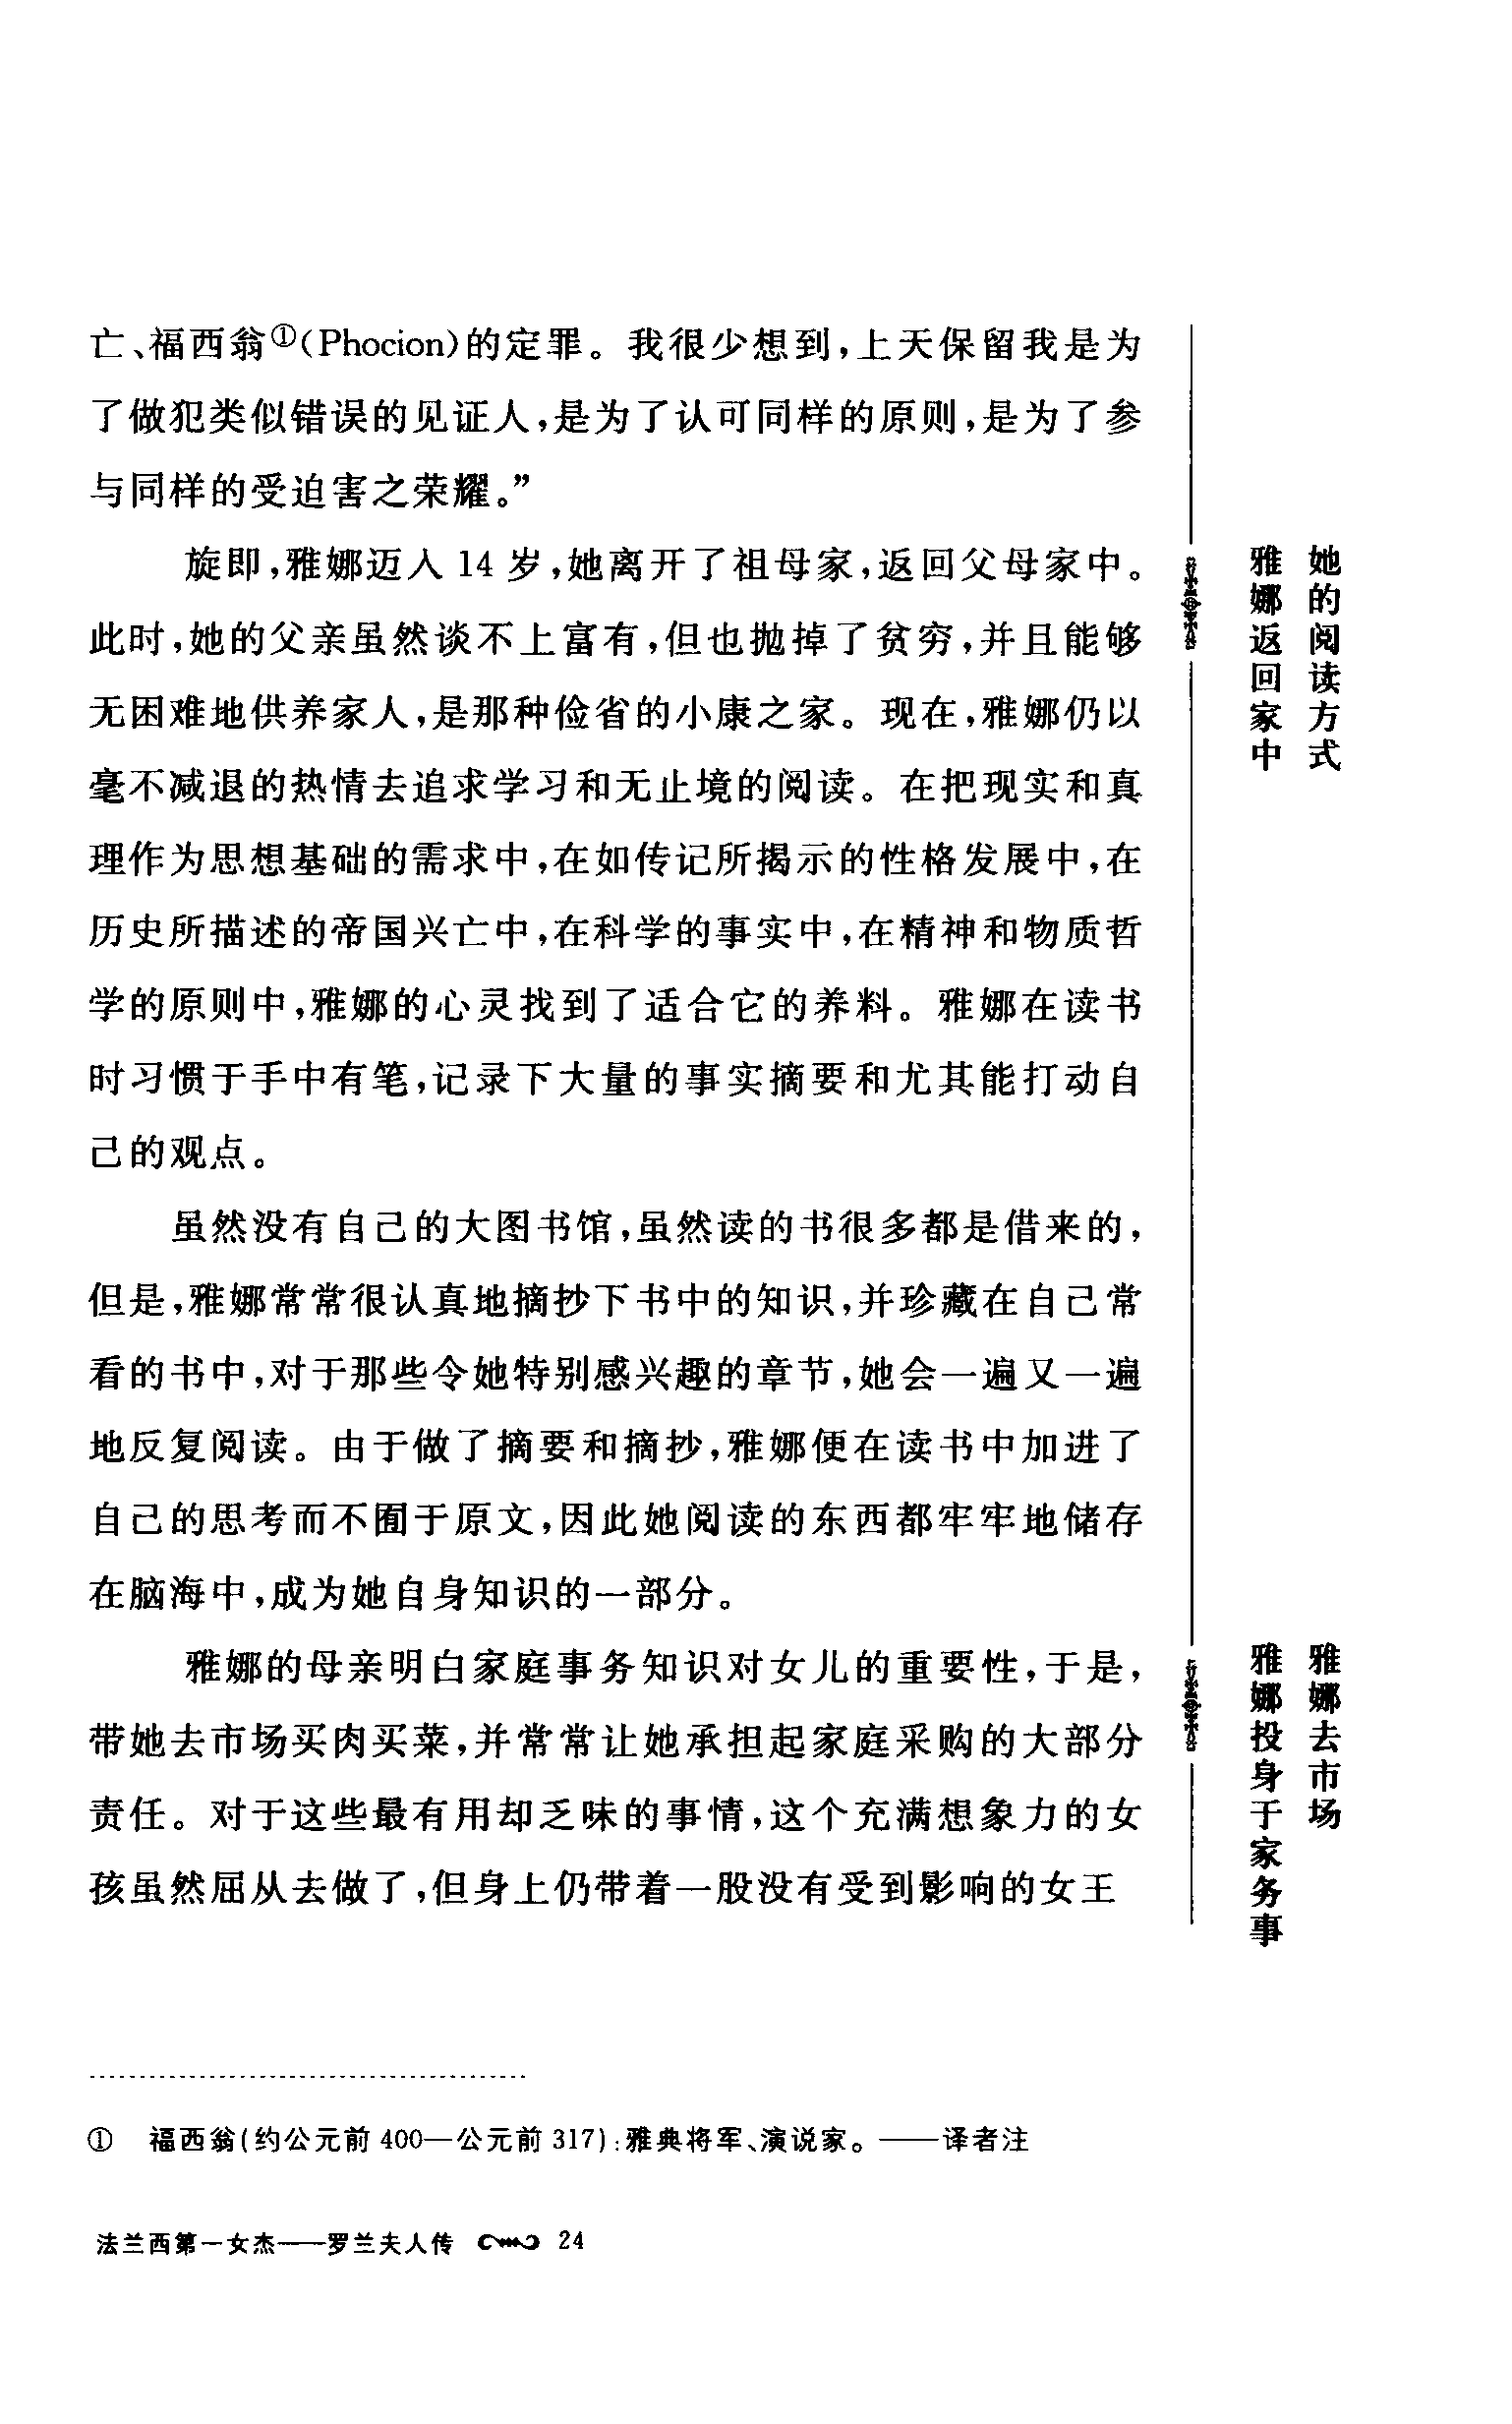 亡、福西翁①(Phocion)的定罪。我很少想到,上天保留我是为
了做犯类似错误的见证人,是为了认可同样的原则,是为了参
与同样的受迫害之荣耀。”
旋即,雅娜迈入 14 岁,她离开了祖母家,返回父母家中。
此时,她的父亲虽然谈不上富有,但也抛掉了贫穷,并且能够
无困难地供养家人,是那种俭省的小康之家。现在,雅娜仍以
毫不减退的热情去追求学习和无止境的阅读。在把现实和真
理作为思想基础的需求中,在如传记所揭示的性格发展中,在
历史所描述的帝国兴亡中,在科学的事实中,在精神和物质哲
学的原则中,雅娜的心灵找到了适合它的养料。雅娜在读书
时习惯于手中有笔,记录下大量的事实摘要和尤其能打动自
己的观点。
虽然没有自己的大图书馆,虽然读的书很多都是借来的,
但是,雅娜常常很认真地摘抄下书中的知识,并珍藏在自己常
看的书中,对于那些令她特别感兴趣的章节,她会一遍又一遍
地反复阅读。由于做了摘要和摘抄,雅娜便在读书中加进了
自己的思考而不囿于原文,因此她阅读的东西都牢牢地储存
在脑海中,成为她自身知识的一部分。
雅娜的母亲明白家庭事务知识对女儿的重要性,于是,
带她去市场买肉买菜,并常常让她承担起家庭采购的大部分
责任。对于这些最有用却乏味的事情,这个充满想象力的女
孩虽然屈从去做了,但身上仍带着一股没有受到影响的女王
她的阅读方式
雅娜返回家中
雅娜去市场
雅娜投身于家务事
① 福西翁(约公元前 400—公元前 317):雅典将军、演说家。——译者注
法兰西第一女杰——罗兰夫人传 24